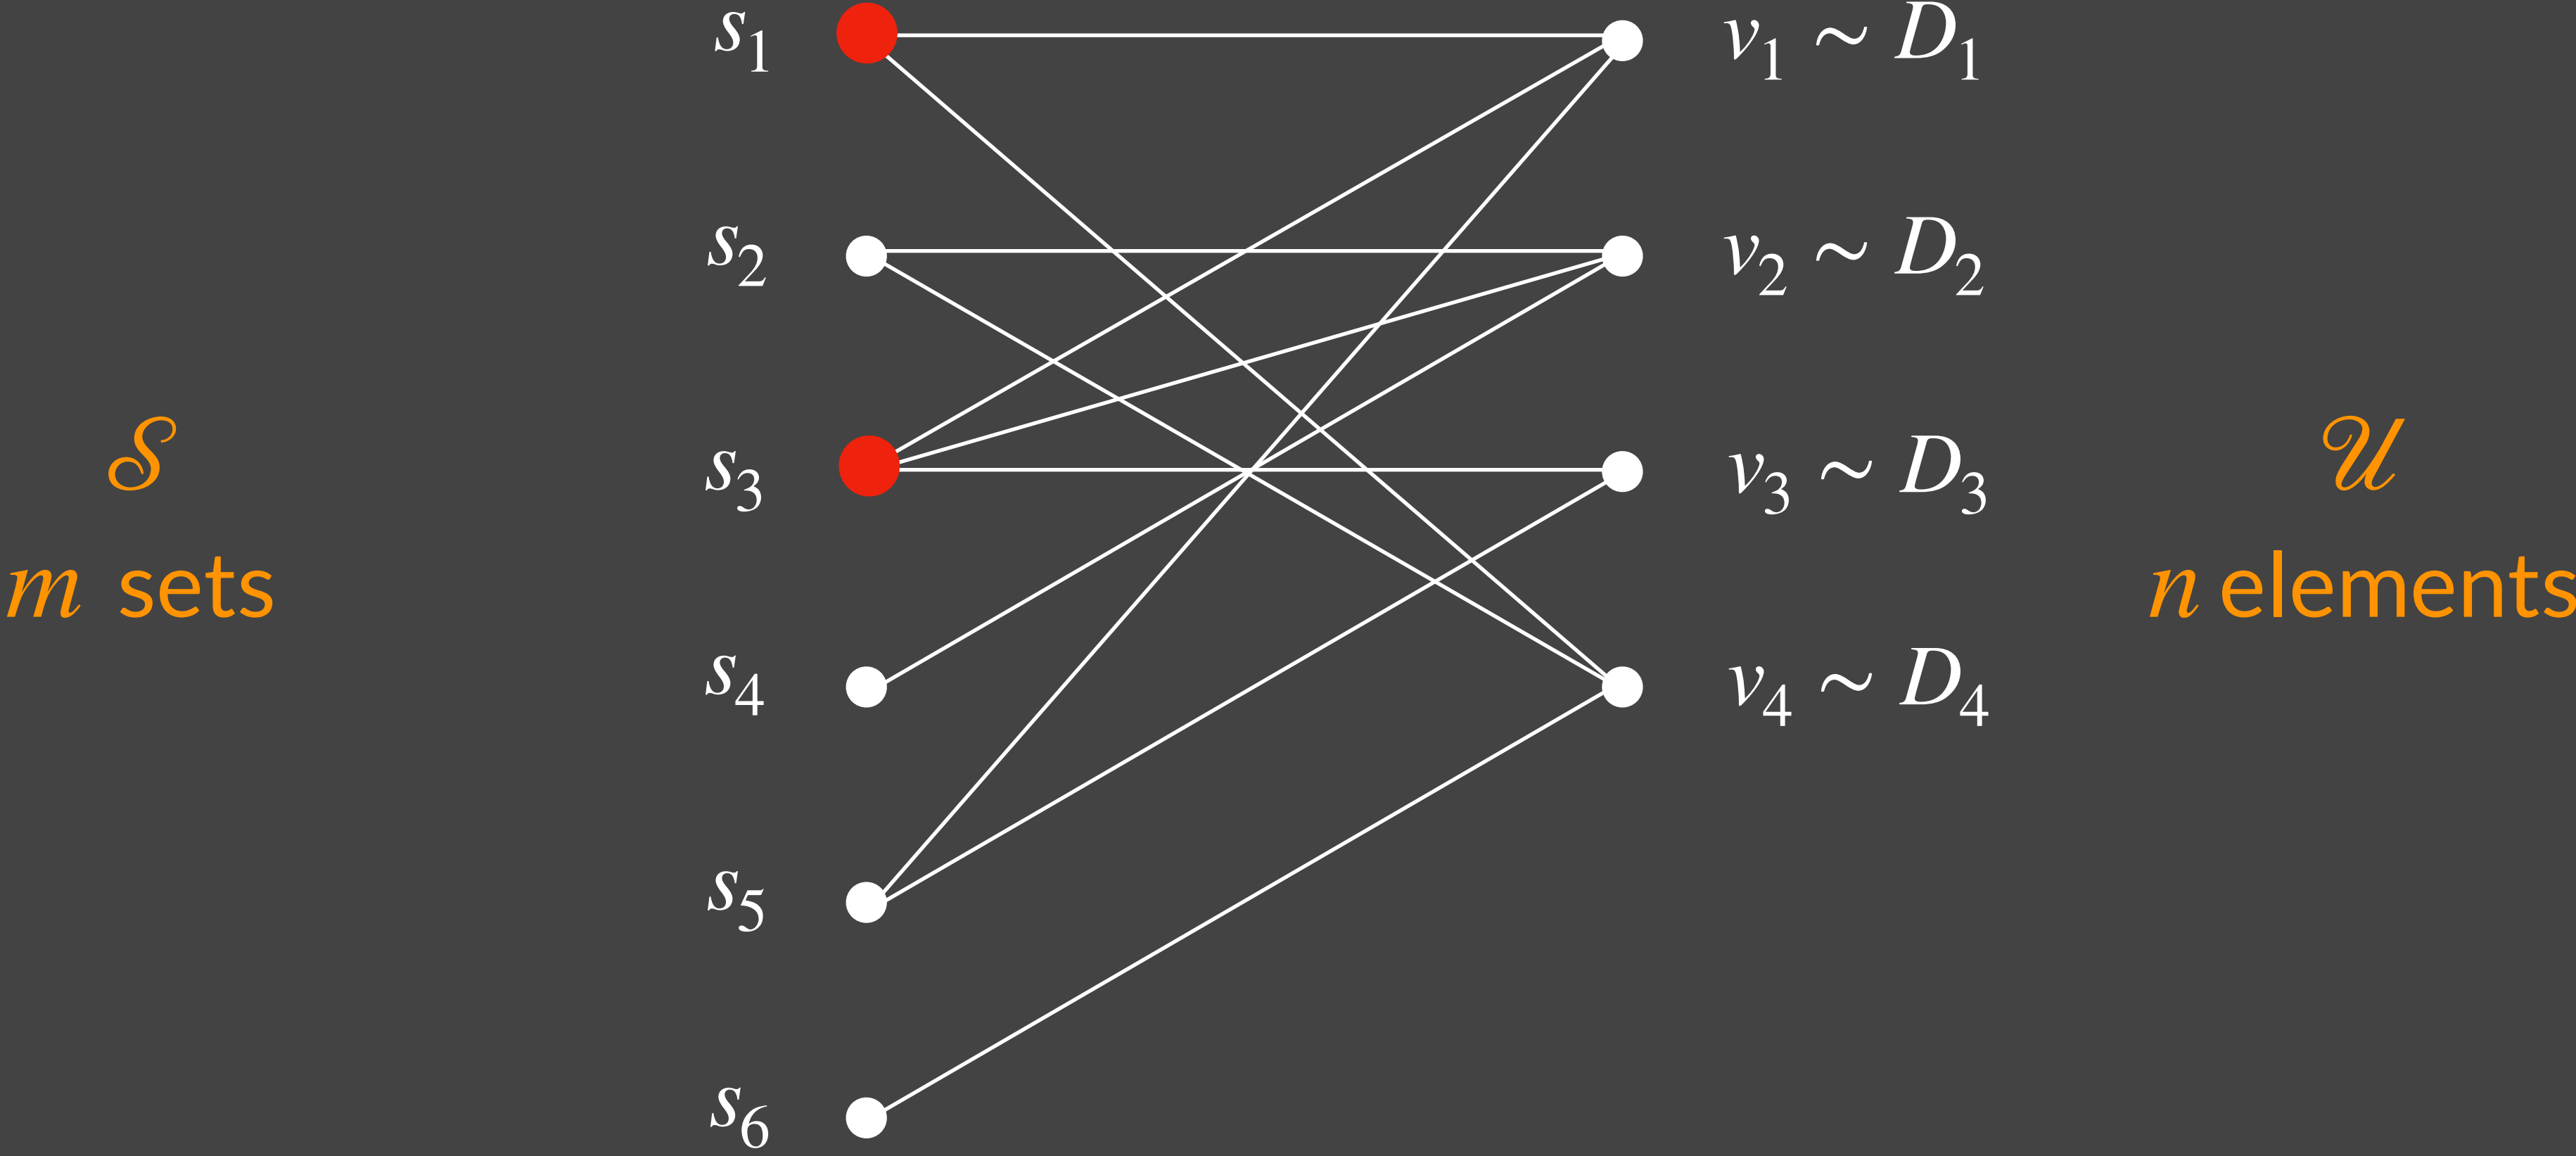 s₁
v₁ ~ D₁
s₂
v₂ ~ D₂
𝒮
s₃
v₃ ~ D₃
𝒰
m sets
n elements
s₄
v₄ ~ D₄
s₅
s₆